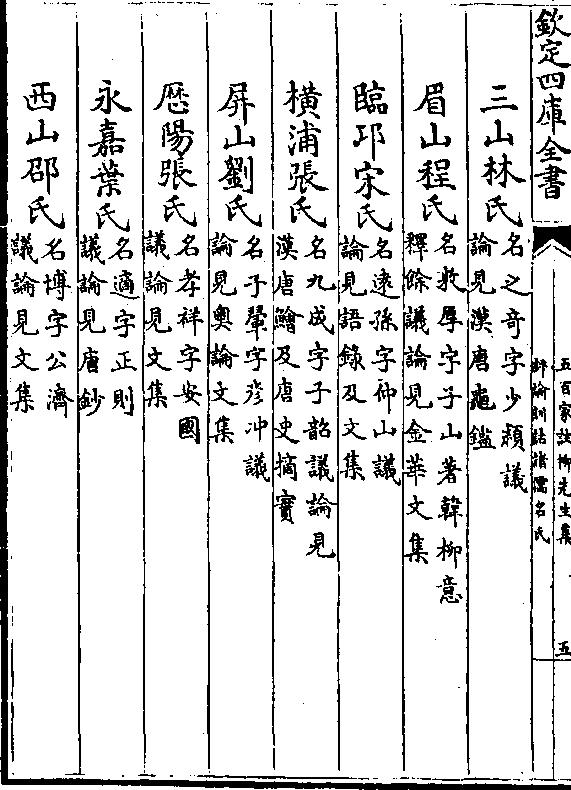 欽定四庫全書
五百家註柳先生集
評論訓詁諸儒名氏
五
三山林氏
名之奇字少頴議
論見漢唐龜鑑
眉山程氏
名敦厚字子山著韓柳意
釋餘議論見金華文集
臨邛宋氏
名遠孫字仲山議
論見語錄及文集
橫浦張氏
名九成字子韶議論見
漢唐鱠及唐史摘實
屏山劉氏
名子翬字彦冲議
論見奧論文集
歴陽張氏
名孝祥字安國
議論見文集
永嘉葉氏
名適字正則
議論見唐鈔
西山邵氏
名博字公濟
議論見文集